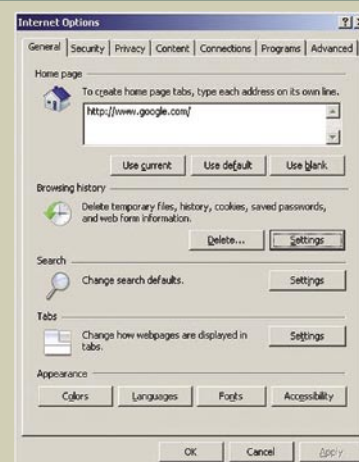 Internet Options
General Security Privacy Content Connections Programs Advanced
Home page
To create home page tabs, type each address on its own line.
http://www.google.com/
Use current Use default Use blank
Browsing history
Delete temporary files, history, cookies, saved passwords,
and web form information.
Delete... Settings
Search
Change search defaults. Settings
Tabs
Change how webpages are displayed in
tabs. Settings
Appearance
Colors Languages Fonts Accessibility
OK Cancel Apply